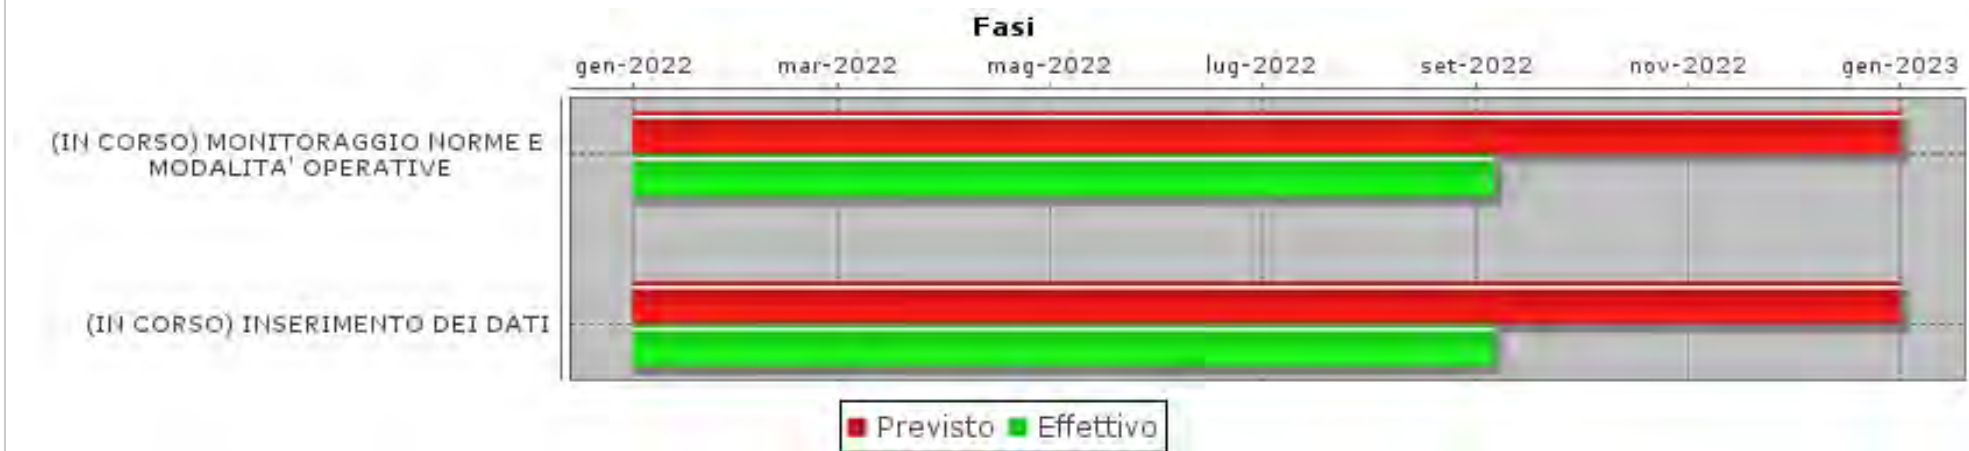 Fasi
gen-2022 mar-2022 mag-2022 lug-2022 set-2022 nov-2022 gen-2023
(IN CORSO) MONITORAGGIO NORME E
MODALITA' OPERATIVE
(IN CORSO) INSERIMENTO DEI DATI
Previsto Effettivo